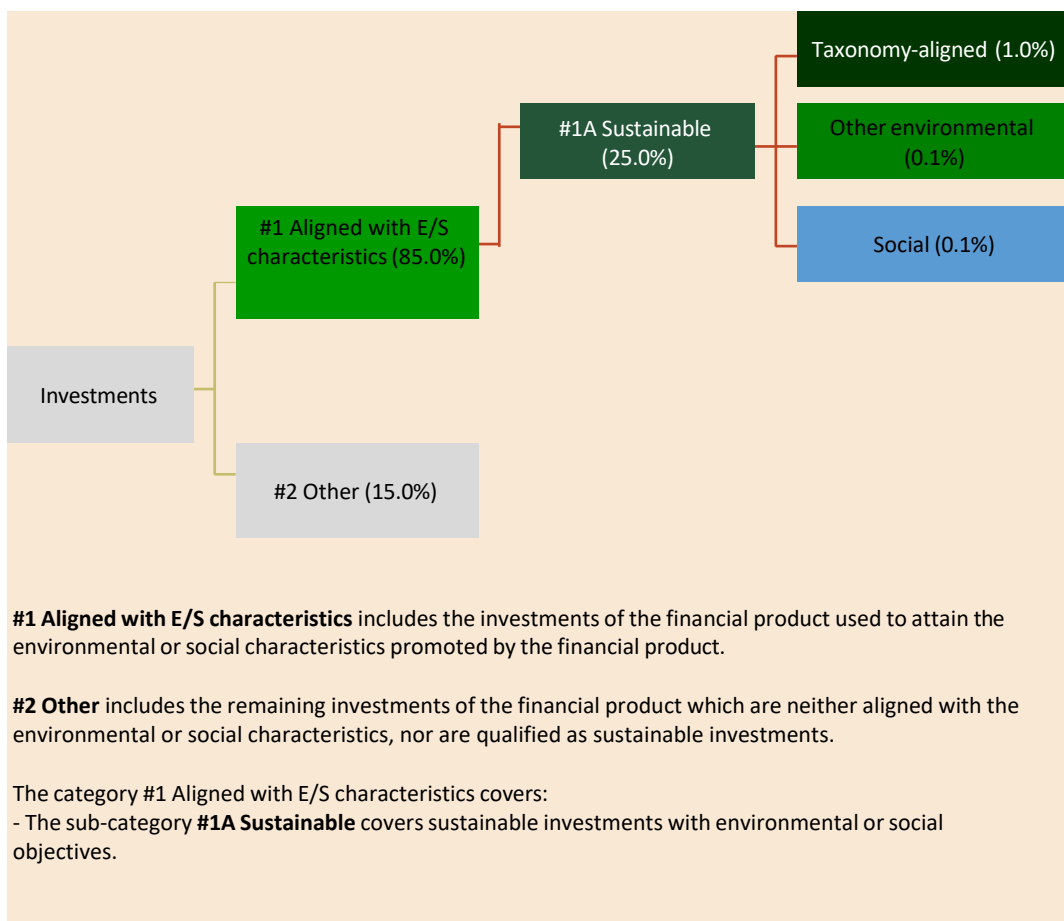 Taxonomy-aligned (1.0%)
#1A Sustainable
(25.0%)
Other environmental
(0.1%)
#1 Aligned with E/S
characteristics (85.0%)
Social (0.1%)
Investments
#2 Other (15.0%)
#1 Aligned with E/S characteristics includes the investments of the financial product used to attain the
environmental or social characteristics promoted by the financial product.
#2 Other includes the remaining investments of the financial product which are neither aligned with the
environmental or social characteristics, nor are qualified as sustainable investments.
The category #1 Aligned with E/S characteristics covers:
- The sub-category #1A Sustainable covers sustainable investments with environmental or social
objectives.